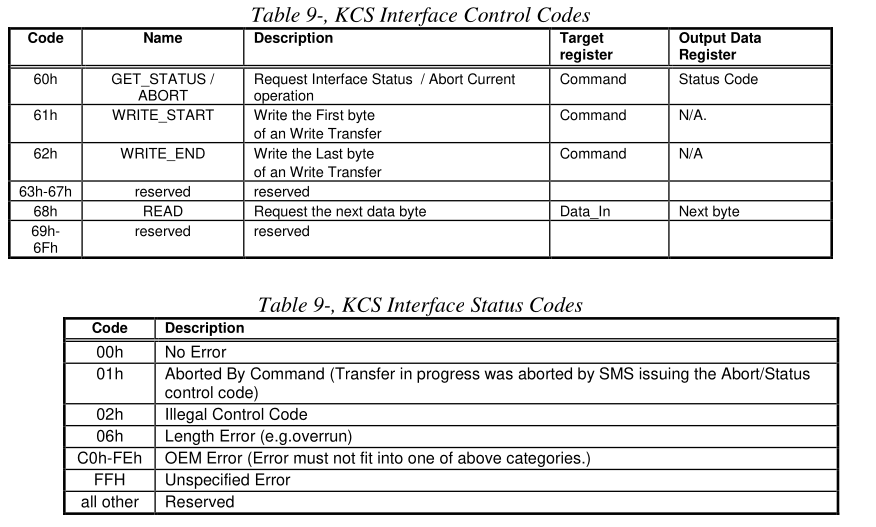 Table 9-, KCS Interface Control Codes
Code Name Description Target register Output Data Register
60h GET_STATUS / ABORT Request Interface Status / Abort Current operation Command Status Code
61h WRITE_START Write the First byte of an Write Transfer Command N/A.
62h WRITE_END Write the Last byte of an Write Transfer Command N/A
63h-67h reserved reserved
68h READ Request the next data byte Data_In Next byte
69h-6Fh reserved reserved
Table 9-, KCS Interface Status Codes
Code Description
00h No Error
01h Aborted By Command (Transfer in progress was aborted by SMS issuing the Abort/Status control code)
02h Illegal Control Code
06h Length Error (e.g.overrun)
C0h-FEh OEM Error (Error must not fit into one of above categories.)
FFH Unspecified Error
all other Reserved